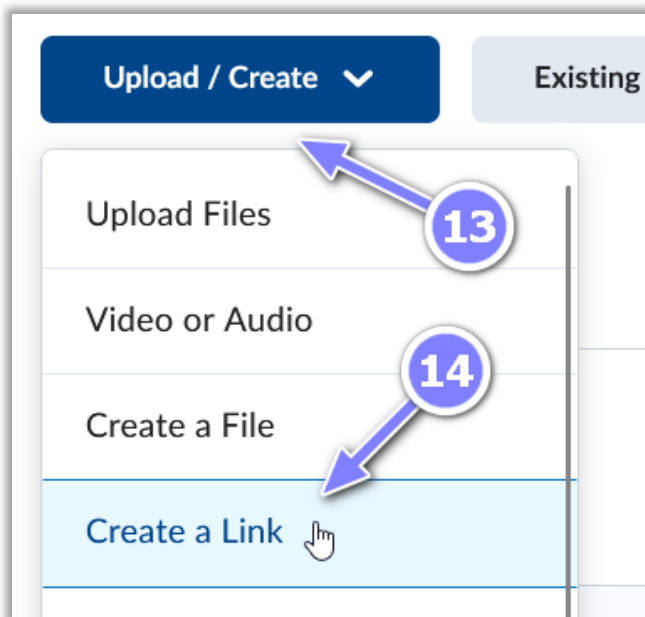 Upload / Create Existing
13
Upload Files
Video or Audio
14
Create a File
Create a Link